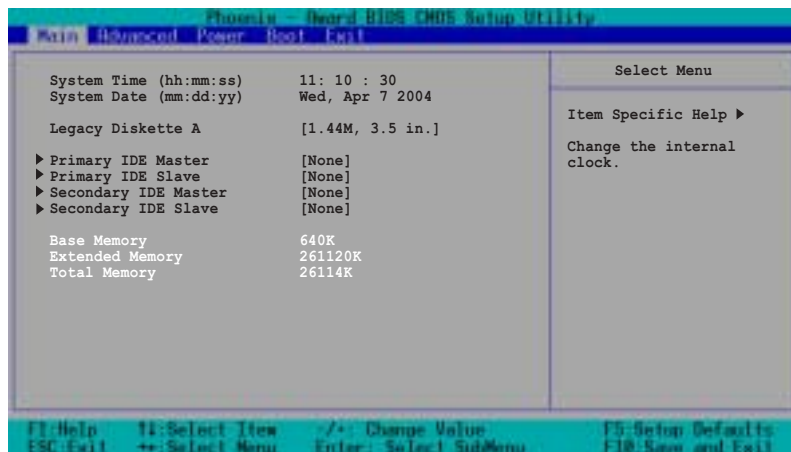 Phoenix - Award BIOS CMOS Setup Utility
Main Advanced Power Boot Exit
System Time (hh:mm:ss) 11: 10 : 30
System Date (mm:dd:yy) Wed, Apr 7 2004
Legacy Diskette A [1.44M, 3.5 in.]
Primary IDE Master [None]
Primary IDE Slave [None]
Secondary IDE Master [None]
Secondary IDE Slave [None]
Base Memory 640K
Extended Memory 261120K
Total Memory 26114K
Select Menu
Item Specific Help
Change the internal
clock.
F1:Help ↑↓:Select Item -/+: Change Value F5:Setup Defaults
ESC:Exit ↔:Select Menu Enter: Select SubMenu F10:Save and Exit